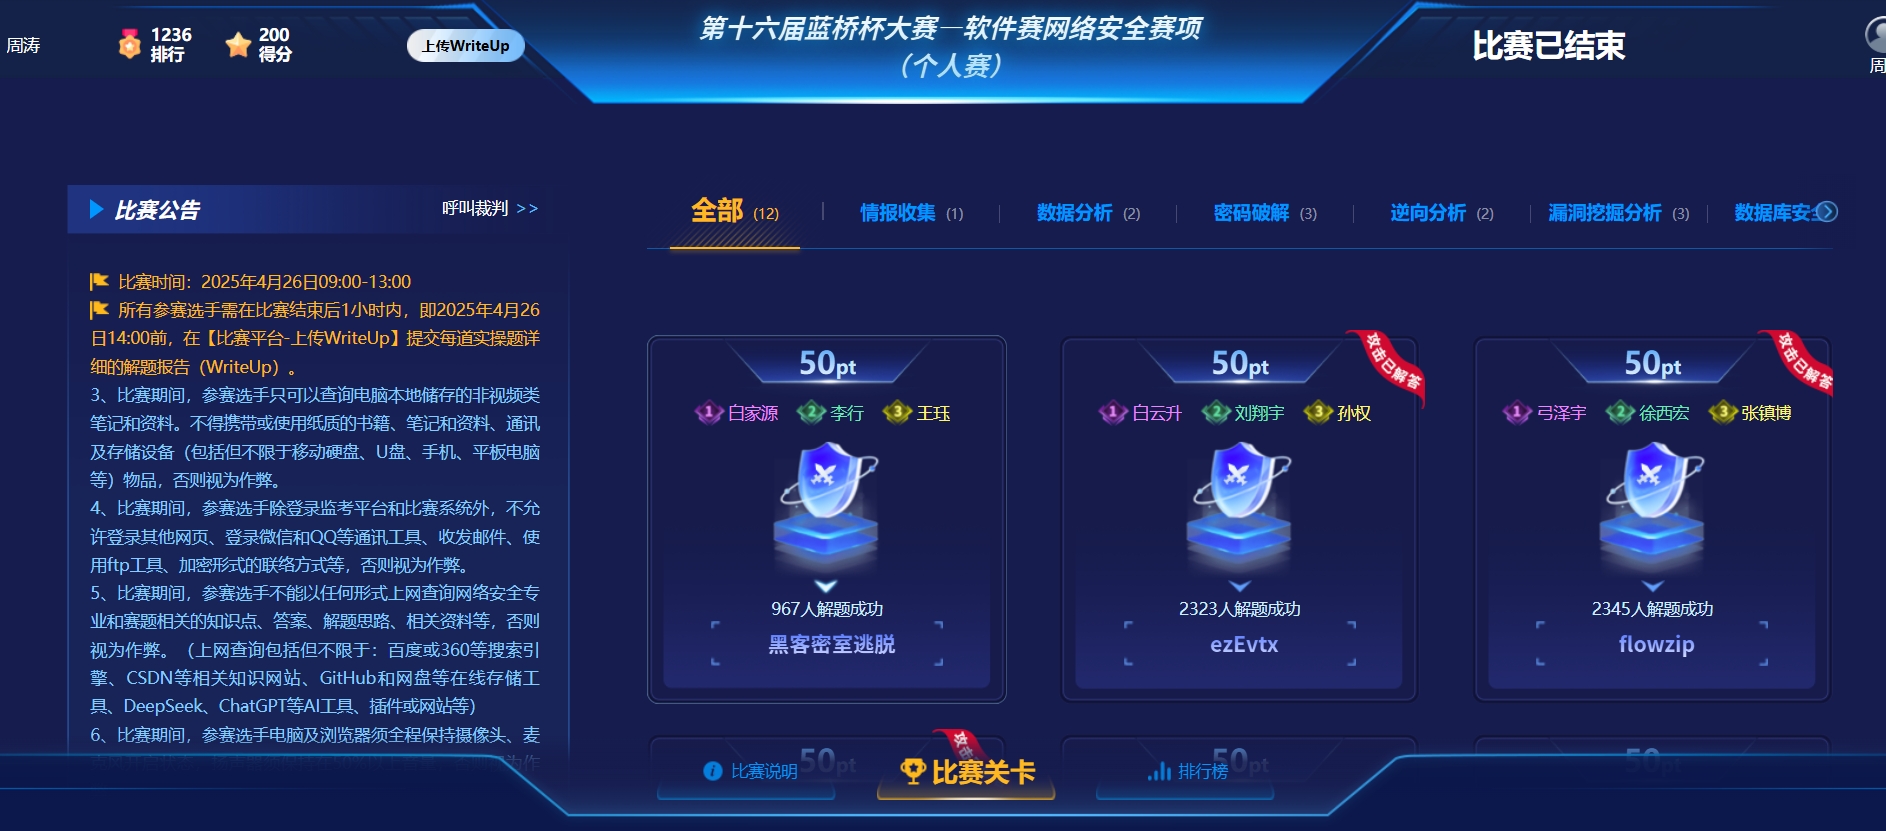 周涛
1236
排行
200
得分
上传WriteUp
第十六届蓝桥杯大赛—软件赛网络安全赛项
（个人赛）
比赛已结束
周
比赛公告
呼叫裁判 >>
比赛时间：2025年4月26日09:00-13:00
所有参赛选手需在比赛结束后1小时内，即2025年4月26
日14:00前，在【比赛平台-上传WriteUp】提交每道实操题详
细的解题报告（WriteUp）。
3、比赛期间，参赛选手只可以查询电脑本地储存的非视频类
笔记和资料。不得携带或使用纸质的书籍、笔记和资料、通讯
及存储设备（包括但不限于移动硬盘、U盘、手机、平板电脑
等）物品，否则视为作弊。
4、比赛期间，参赛选手除登录监考平台和比赛系统外，不允
许登录其他网页、登录微信和QQ等通讯工具、收发邮件、使
用ftp工具、加密形式的联络方式等，否则视为作弊。
5、比赛期间，参赛选手不能以任何形式上网查询网络安全专
业和赛题相关的知识点、答案、解题思路、相关资料等，否则
视为作弊。（上网查询包括但不限于：百度或360等搜索引
擎、CSDN等相关知识网站、GitHub和网盘等在线存储工
具、DeepSeek、ChatGPT等AI工具、插件或网站等）
6、比赛期间，参赛选手电脑及浏览器须全程保持摄像头、麦
全部 (12)
情报收集 (1)
数据分析 (2)
密码破解 (3)
逆向分析 (2)
漏洞挖掘分析 (3)
数据库安
50pt
1 白家源 2 李行 3 王珏
967人解题成功
黑客密室逃脱
50pt
攻击已解答
1 白云升 2 刘翔宇 3 孙权
2323人解题成功
ezEvtx
50pt
攻击已解答
1 弓泽宇 2 徐西宏 3 张镇博
2345人解题成功
flowzip
50pt
攻
50pt
50pt
比赛说明
比赛关卡
排行榜